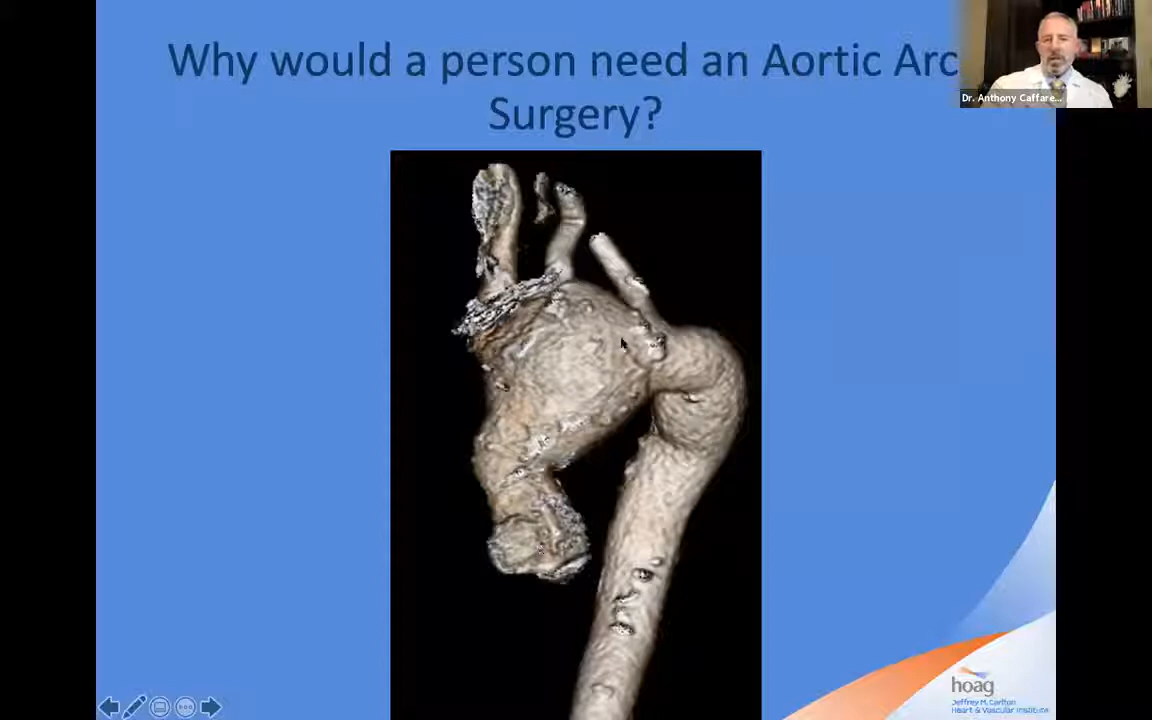 Why would a person need an Aortic Arc
Surgery?
Dr. Anthony Caffare...
hoag
Jeffrey M. Carlton
Heart & Vascular Institute